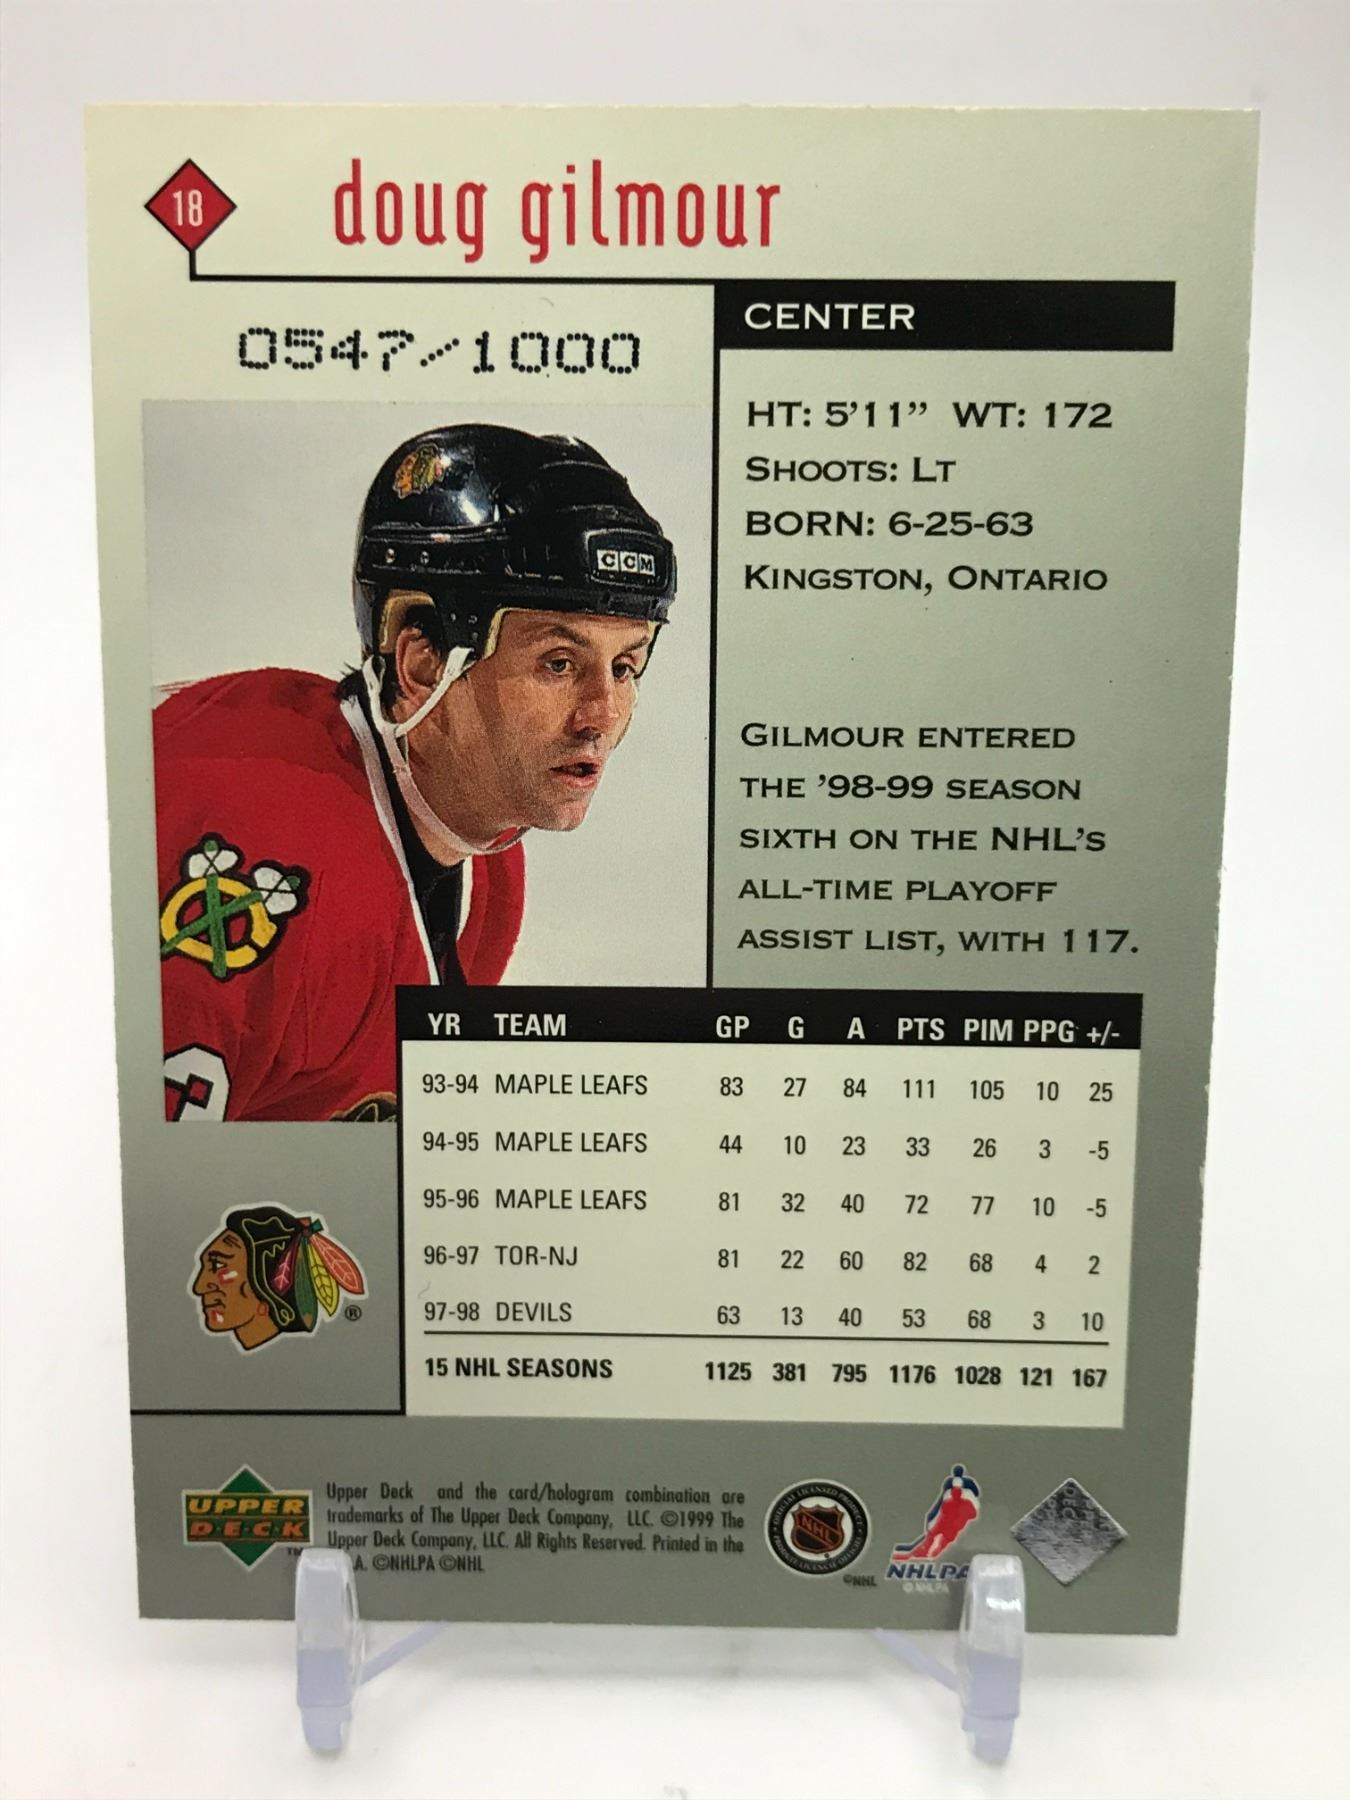 18
doug gilmour
0547/1000
CENTER
HT: 5'11” WT: 172
SHOOTS: LT
BORN: 6-25-63
KINGSTON, ONTARIO
GILMOUR ENTERED
THE ’98-99 SEASON
SIXTH ON THE NHL’S
ALL-TIME PLAYOFF
ASSIST LIST, WITH 117.
CCM
YR TEAM GP G A PTS PIM PPG +/-
93-94 MAPLE LEAFS 83 27 84 111 105 10 25
94-95 MAPLE LEAFS 44 10 23 33 26 3 -5
95-96 MAPLE LEAFS 81 32 40 72 77 10 -5
96-97 TOR-NJ 81 22 60 82 68 4 2
97-98 DEVILS 63 13 40 53 68 3 10
15 NHL SEASONS 1125 381 795 1176 1028 121 167
®
UPPER
DECK
TM
Upper Deck and the card/hologram combination are
trademarks of The Upper Deck Company, LLC. ©1999 The
Upper Deck Company, LLC. All Rights Reserved. Printed in the
A. ©NHLPA ©NHL
NHL
©NHL
NHLPA
©NHLPA